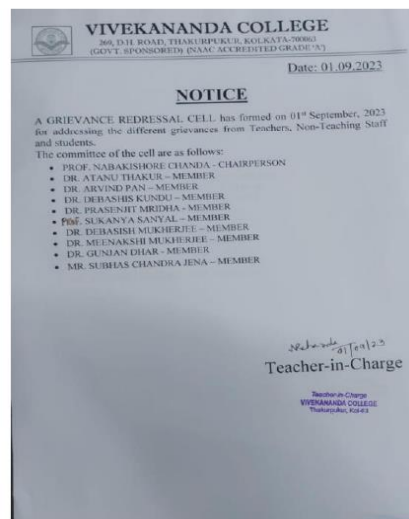 VIVEKANANDA COLLEGE
269, D.H. ROAD, THAKURPUKUR, KOLKATA-700063
(GOVT. SPONSORED) (NAAC ACCREDITED GRADE 'A')
Date: 01.09.2023
NOTICE
A GRIEVANCE REDRESSAL CELL has formed on 01st September, 2023
for addressing the different grievances from Teachers, Non-Teaching Staff
and students.
The committee of the cell are as follows:
• PROF. NABAKISHORE CHANDA - CHAIRPERSON
• DR. ATANU THAKUR – MEMBER
• DR. ARVIND PAN – MEMBER
• DR. DEBASHIS KUNDU – MEMBER
• DR. PRASENJIT MRIDHA - MEMBER
• Prof. SUKANYA SANYAL – MEMBER
• DR. DEBASISH MUKHERJEE – MEMBER
• DR. MEENAKSHI MUKHERJEE – MEMBER
• DR. GUNJAN DHAR - MEMBER
• MR. SUBHAS CHANDRA JENA – MEMBER
01/09/23
Teacher-in-Charge
Teacher-in-Charge
VIVEKANANDA COLLEGE
Thakurpukur, Kol-63